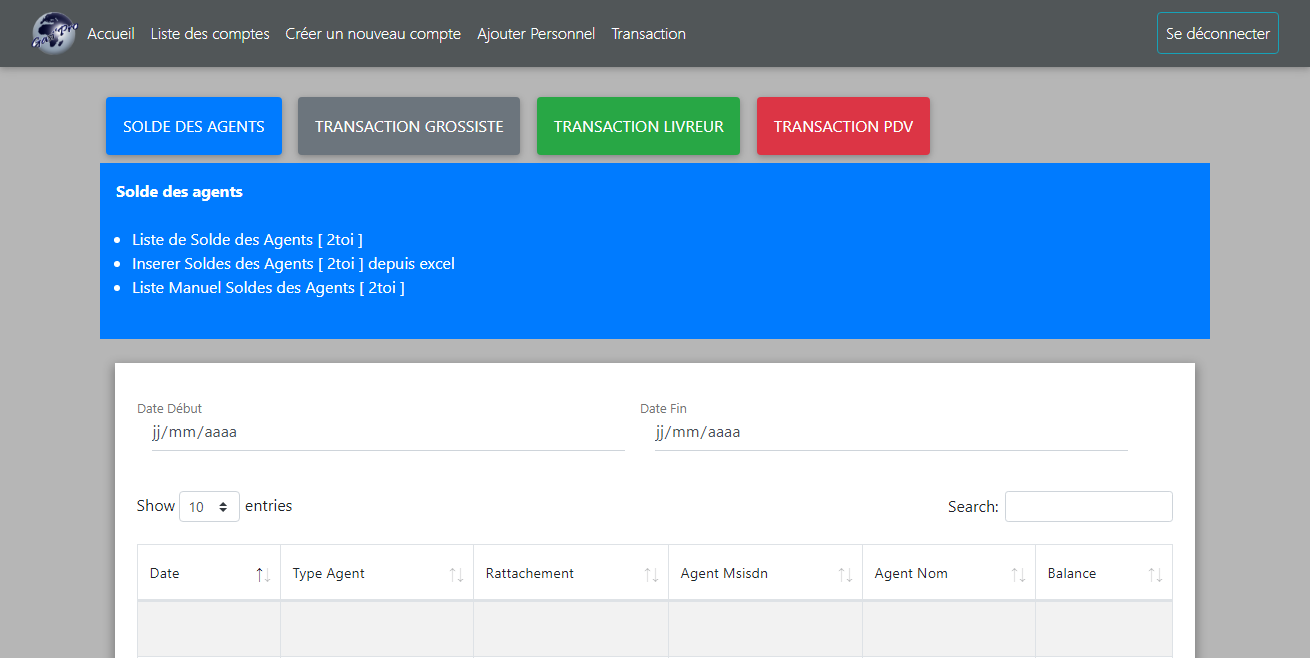 GazPro
Accueil Liste des comptes Créer un nouveau compte Ajouter Personnel Transaction Se déconnecter
SOLDE DES AGENTS TRANSACTION GROSSISTE TRANSACTION LIVREUR TRANSACTION PDV
Solde des agents
Liste de Solde des Agents [ 2toi ]
Inserer Soldes des Agents [ 2toi ] depuis excel
Liste Manuel Soldes des Agents [ 2toi ]
Date Début Date Fin
jj/mm/aaaa jj/mm/aaaa
Show 10 entries Search:
Date Type Agent Rattachement Agent Msisdn Agent Nom Balance